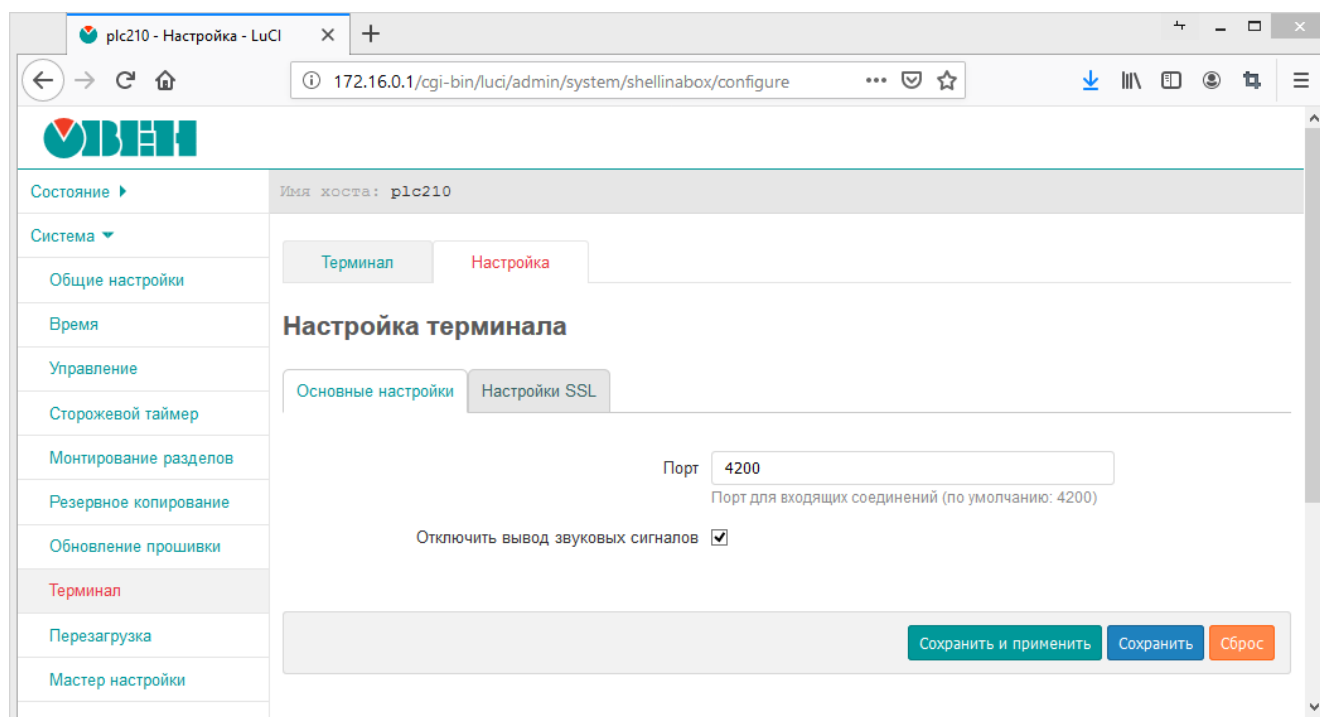 plc210 - Настройка - LuCI
172.16.0.1/cgi-bin/luci/admin/system/shellinabox/configure
ОВЕН
Состояние
Имя хоста: plc210
Система
Терминал
Настройка
Общие настройки
Время
Настройка терминала
Управление
Основные настройки
Настройки SSL
Сторожевой таймер
Монтирование разделов
Порт
4200
Порт для входящих соединений (по умолчанию: 4200)
Резервное копирование
Отключить вывод звуковых сигналов
Обновление прошивки
Терминал
Перезагрузка
Сохранить и применить
Сохранить
Сброс
Мастер настройки